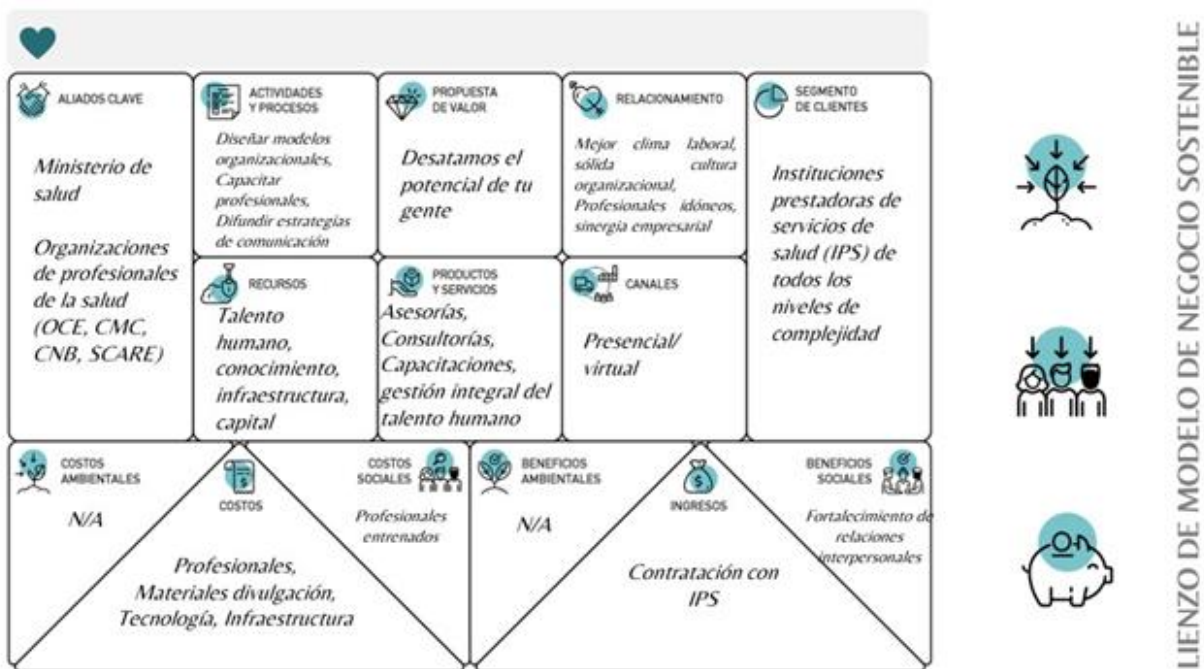 ALIADOS CLAVE
Ministerio de
salud
Organizaciones
de profesionales
de la salud
(OCE, CMC,
CNB, SCARE)
ACTIVIDADES
Y PROCESOS
Diseñar modelos
organizacionales,
Capacitar
profesionales,
Difundir estrategias
de comunicación
RECURSOS
Talento
humano,
conocimiento,
infraestructura,
capital
PROPUESTA
DE VALOR
Desatamos el
potencial de tu
gente
PRODUCTOS
Y SERVICIOS
Asesorías,
Consultorías,
Capacitaciones,
gestión integral del
talento humano
RELACIONAMIENTO
Mejor clima laboral,
sólida cultura
organizacional,
Profesionales idóneos,
sinergia empresarial
CANALES
Presencial/
virtual
SEGMENTO
DE CLIENTES
Instituciones
prestadoras de
servicios de
salud (IPS) de
todos los
niveles de
complejidad
COSTOS
AMBIENTALES
N/A
COSTOS
Profesionales,
Materiales divulgación,
Tecnología, Infraestructura
COSTOS
SOCIALES
Profesionales
entrenados
BENEFICIOS
AMBIENTALES
N/A
INGRESOS
Contratación con
IPS
BENEFICIOS
SOCIALES
Fortalecimiento de
relaciones
interpersonales
LIENZO DE MODELO DE NEGOCIO SOSTENIBLE